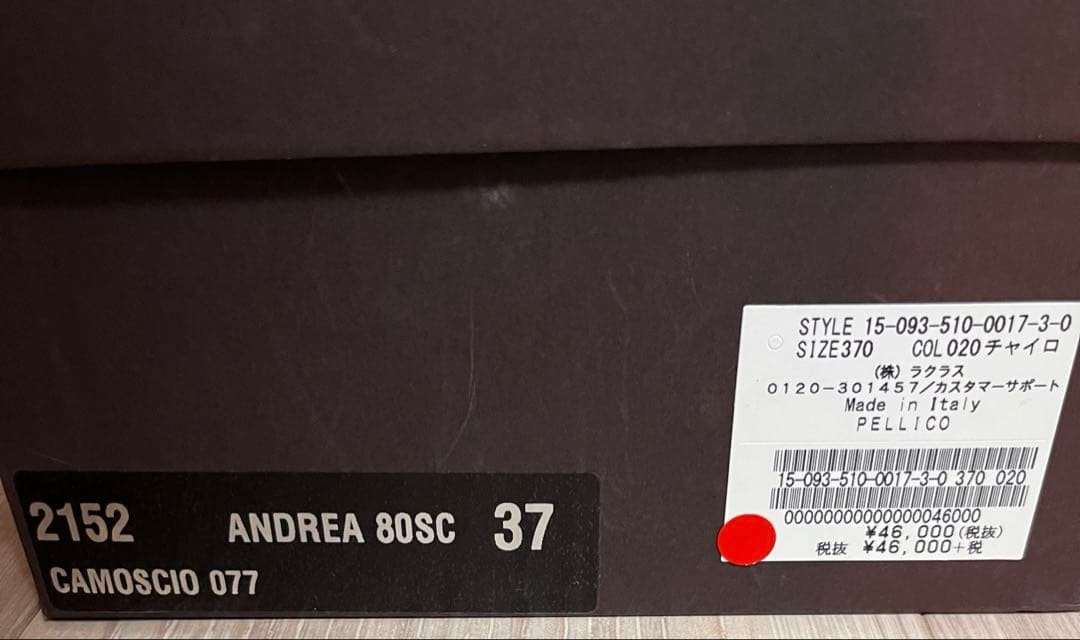 STYLE 15-093-510-0017-3-0
SIZE370 COL020チャイロ
(株) ラクラス
0120-301457/カスタマーサポート
Made in Italy
PELLICO
15-093-510-0017-3-0 370 020
00000000000000046000
¥46,000(税抜)
税抜 ¥46,000+税
2152 ANDREA 80SC 37
CAMOSCIO 077